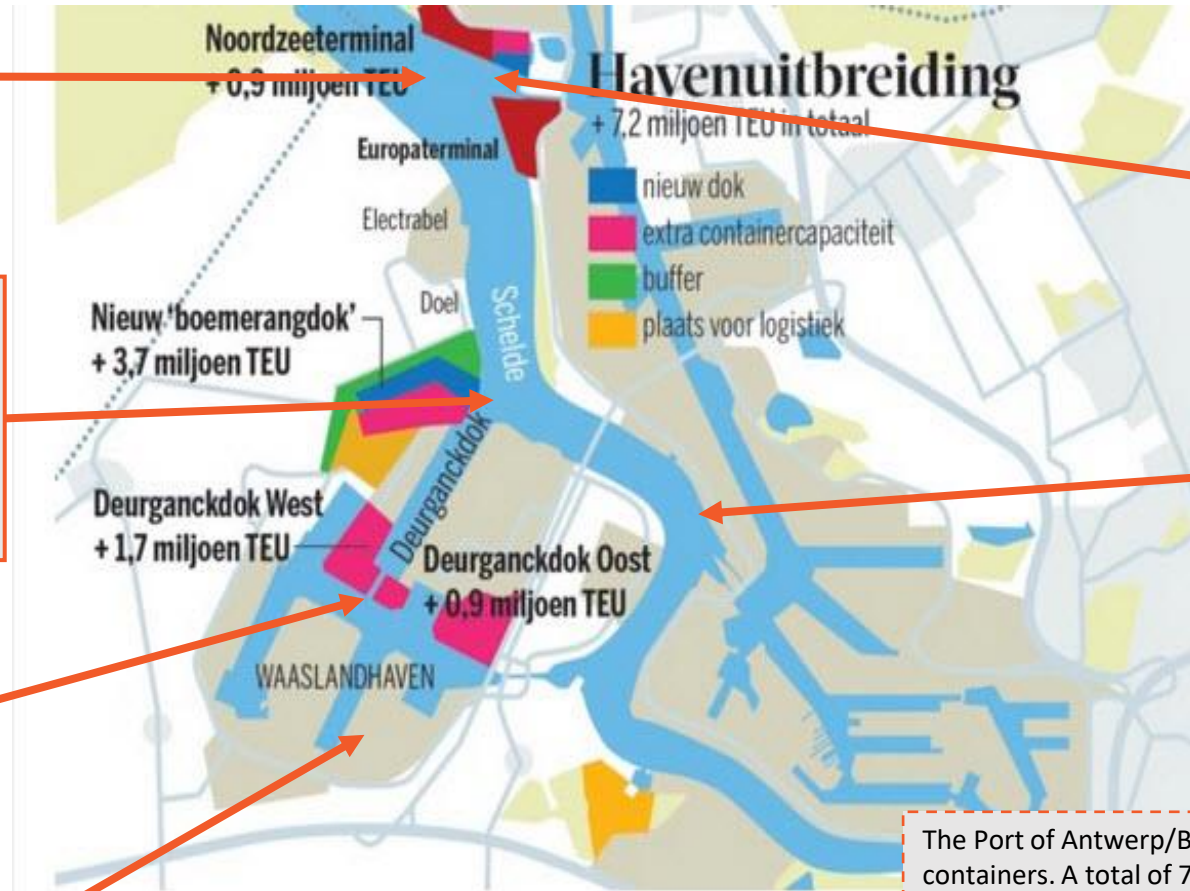 Noordzeeterminal
+ 0,9 miljoen TEU
Havenuitbreiding
+ 7,2 miljoen TEU in totaal
Europaterminal
nieuw dok
extra containercapaciteit
buffer
plaats voor logistiek
Electrabel
Doel
Schelde
Nieuw 'boemerangdok'
+ 3,7 miljoen TEU
Deurganckdok
Deurganckdok West
+ 1,7 miljoen TEU
Deurganckdok Oost
+ 0,9 miljoen TEU
WAASLANDHAVEN
The Port of Antwerp/B
containers. A total of 7